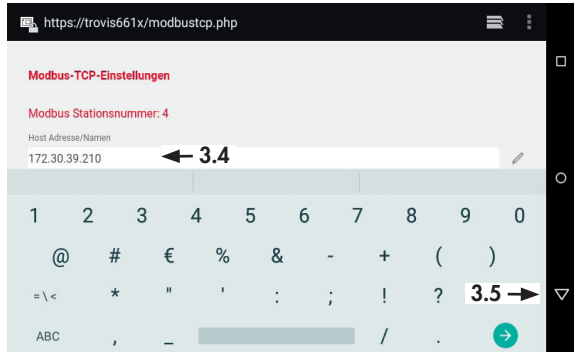 https://trovis661x/modbustcp.php
Modbus-TCP-Einstellungen
Modbus Stationsnummer: 4
Host Adresse/Namen
172.30.39.210 3.4
1 2 3 4 5 6 7 8 9 0
@ # € % & - + ( )
= \ < * " ' : ; ! ? 3.5
ABC , _ / .